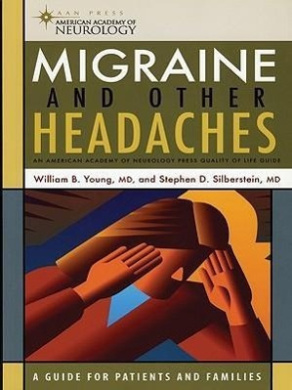 AAN PRESS
AMERICAN ACADEMY OF
NEUROLOGY
MIGRAINE
AND OTHER
HEADACHES
AN AMERICAN ACADEMY OF NEUROLOGY PRESS QUALITY OF LIFE GUIDE
William B. Young, MD, and Stephen D. Silberstein, MD
A GUIDE FOR PATIENTS AND FAMILIES